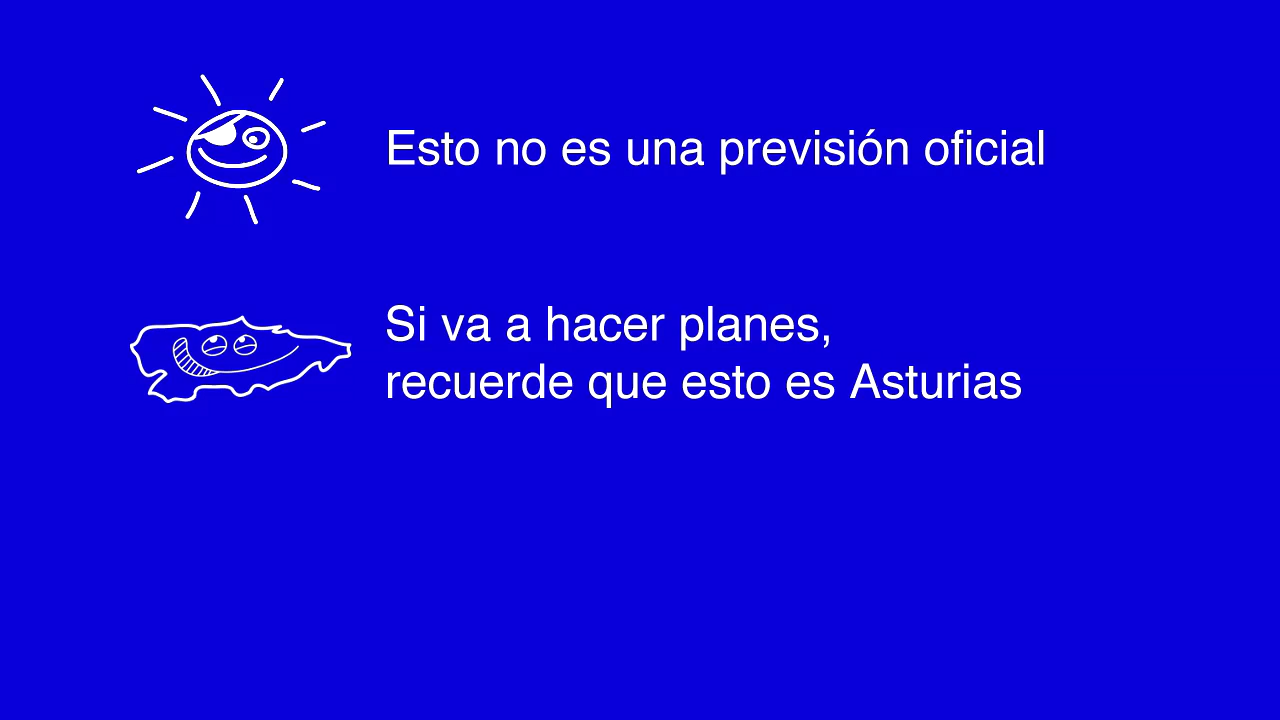 Esto no es una previsión oficial
Si va a hacer planes,
recuerde que esto es Asturias